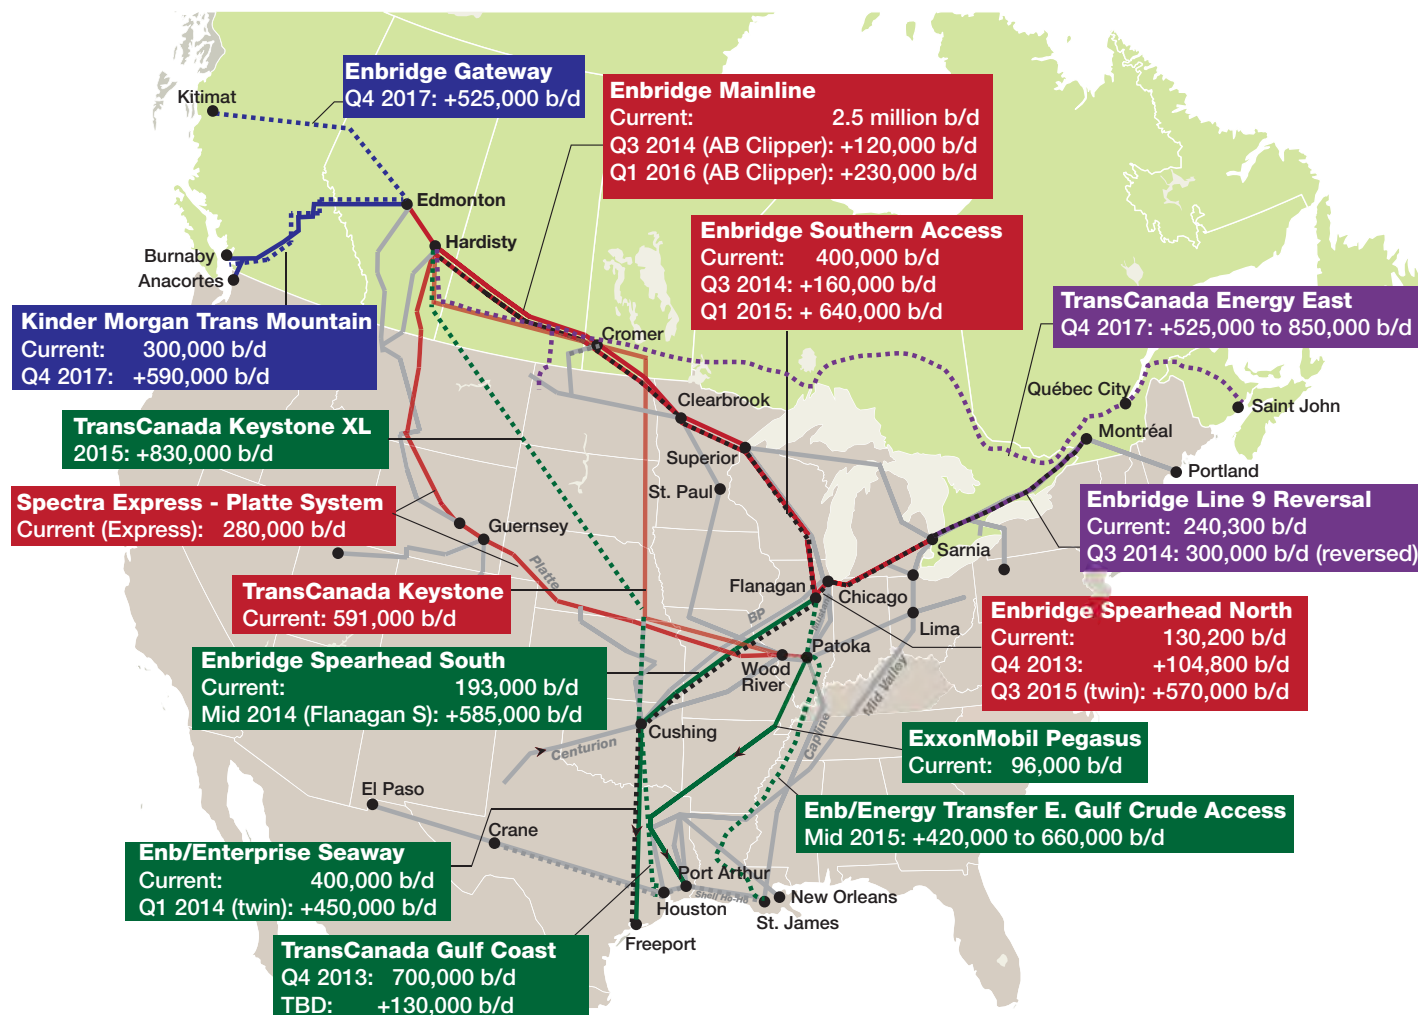 Enbridge Gateway
Q4 2017: +525,000 b/d
Kitimat
Enbridge Mainline
Current: 2.5 million b/d
Q3 2014 (AB Clipper): +120,000 b/d
Q1 2016 (AB Clipper): +230,000 b/d
Edmonton
Hardisty
Burnaby
Anacortes
Enbridge Southern Access
Current: 400,000 b/d
Q3 2014: +160,000 b/d
Q1 2015: + 640,000 b/d
TransCanada Energy East
Q4 2017: +525,000 to 850,000 b/d
Kinder Morgan Trans Mountain
Current: 300,000 b/d
Q4 2017: +590,000 b/d
Cromer
Clearbrook
Québec City
Saint John
Montréal
TransCanada Keystone XL
2015: +830,000 b/d
Superior
St. Paul
Portland
Spectra Express - Platte System
Current (Express): 280,000 b/d
Enbridge Line 9 Reversal
Current: 240,300 b/d
Q3 2014: 300,000 b/d (reversed)
Guernsey
Sarnia
Platte
TransCanada Keystone
Current: 591,000 b/d
Flanagan
Chicago
BP
Lima
Enbridge Spearhead North
Current: 130,200 b/d
Q4 2013: +104,800 b/d
Q3 2015 (twin): +570,000 b/d
Enbridge Spearhead South
Current: 193,000 b/d
Mid 2014 (Flanagan S): +585,000 b/d
Patoka
Wood
River
Mid Valley
Capline
Cushing
Centurion
ExxonMobil Pegasus
Current: 96,000 b/d
El Paso
Enb/Energy Transfer E. Gulf Crude Access
Mid 2015: +420,000 to 660,000 b/d
Crane
Enb/Enterprise Seaway
Current: 400,000 b/d
Q1 2014 (twin): +450,000 b/d
Port Arthur
Shell Ho-Ho
Houston
New Orleans
St. James
Freeport
TransCanada Gulf Coast
Q4 2013: 700,000 b/d
TBD: +130,000 b/d